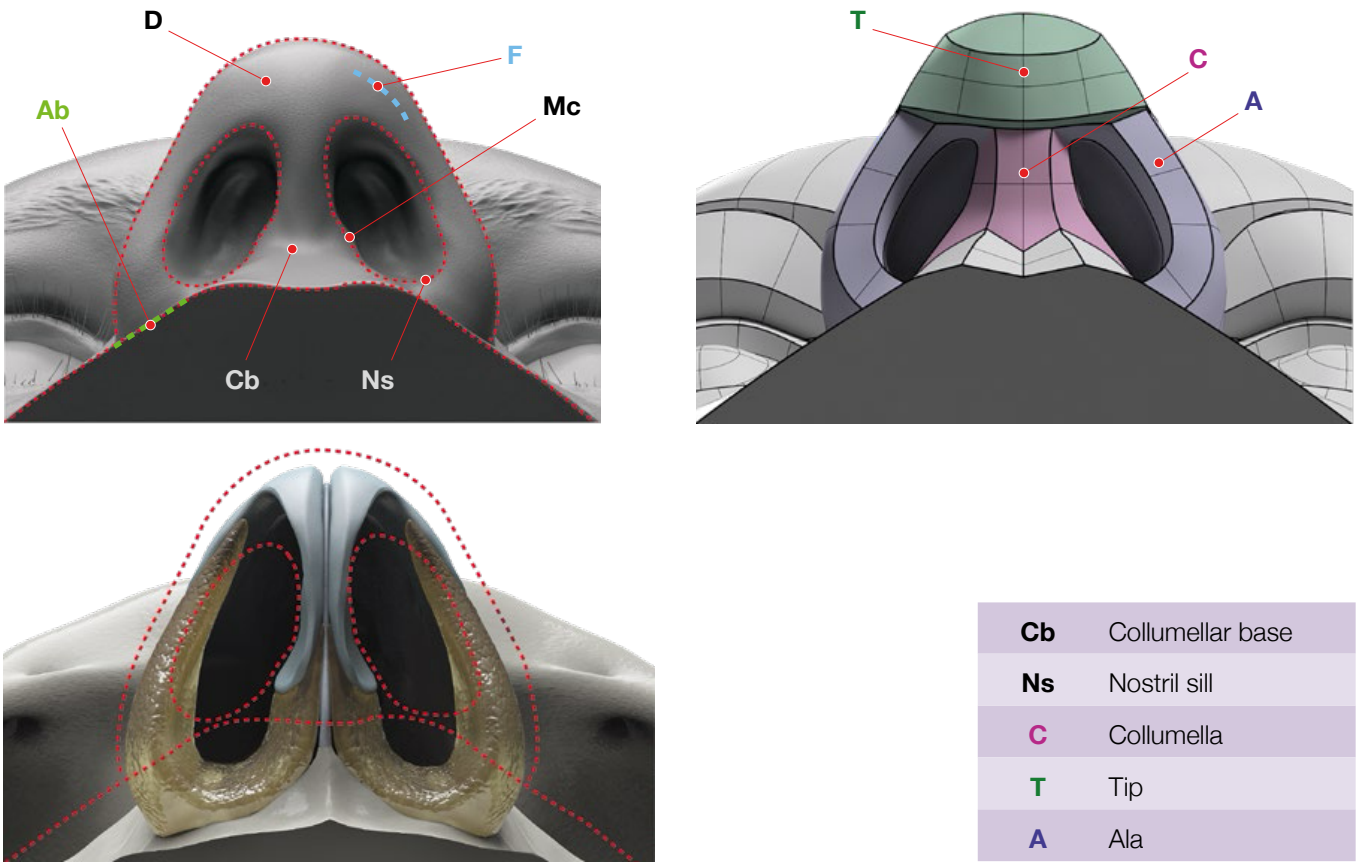 D
F
Ab
Mc
Cb
Ns
T
C
A
Cb Collumellar base
Ns Nostril sill
C Collumella
T Tip
A Ala